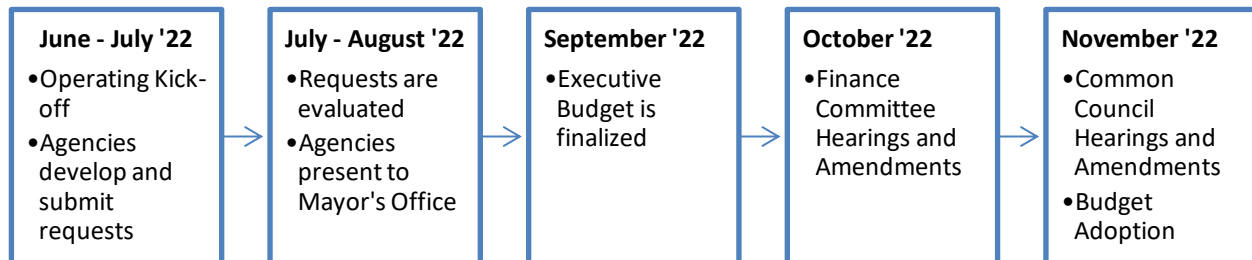 June - July '22
•Operating Kick-
off
•Agencies
develop and
submit
requests
July - August '22
•Requests are
evaluated
•Agencies
present to
Mayor's Office
September '22
•Executive
Budget is
finalized
October '22
•Finance
Committee
Hearings and
Amendments
November '22
•Common
Council
Hearings and
Amendments
•Budget
Adoption